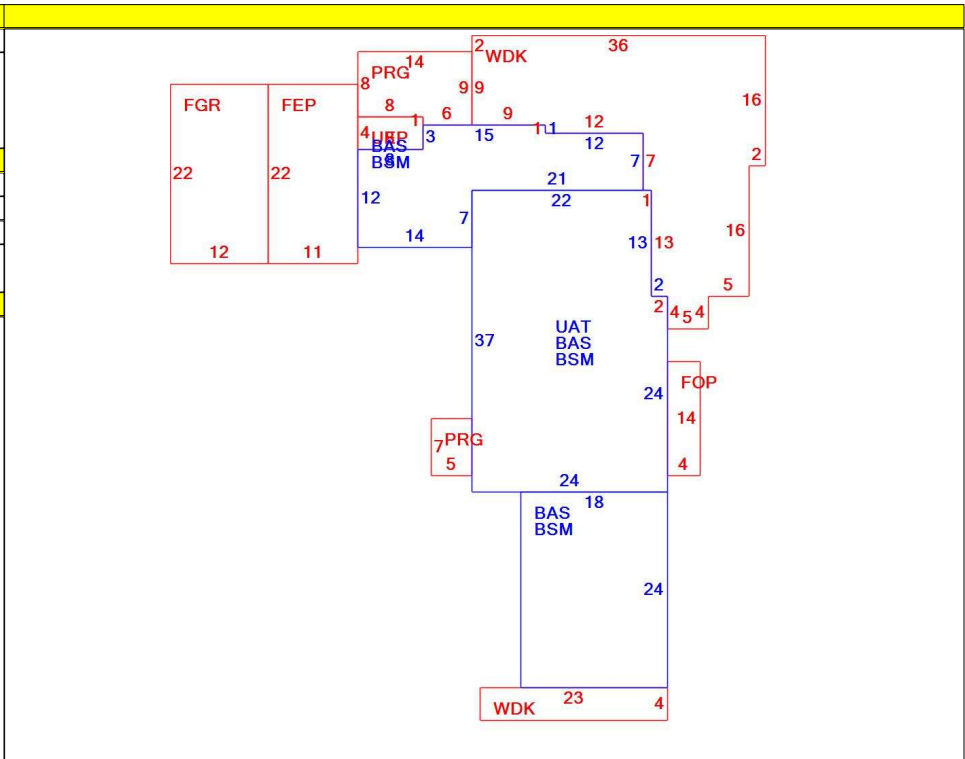 2 36
WDK
14
PRG
8 9 9 16
FGR FEP
8 1 6 9 1 1 12
4 3 15 12
BAS
BSM
7 7 2
22 22 12 21
22 1
7
14 13 13 16
12 11
2 5
2 4 5 4
UAT
BAS
BSM
37
24
FOP
14
7 PRG
5 4
24
18
BAS
BSM
24
23 4
WDK